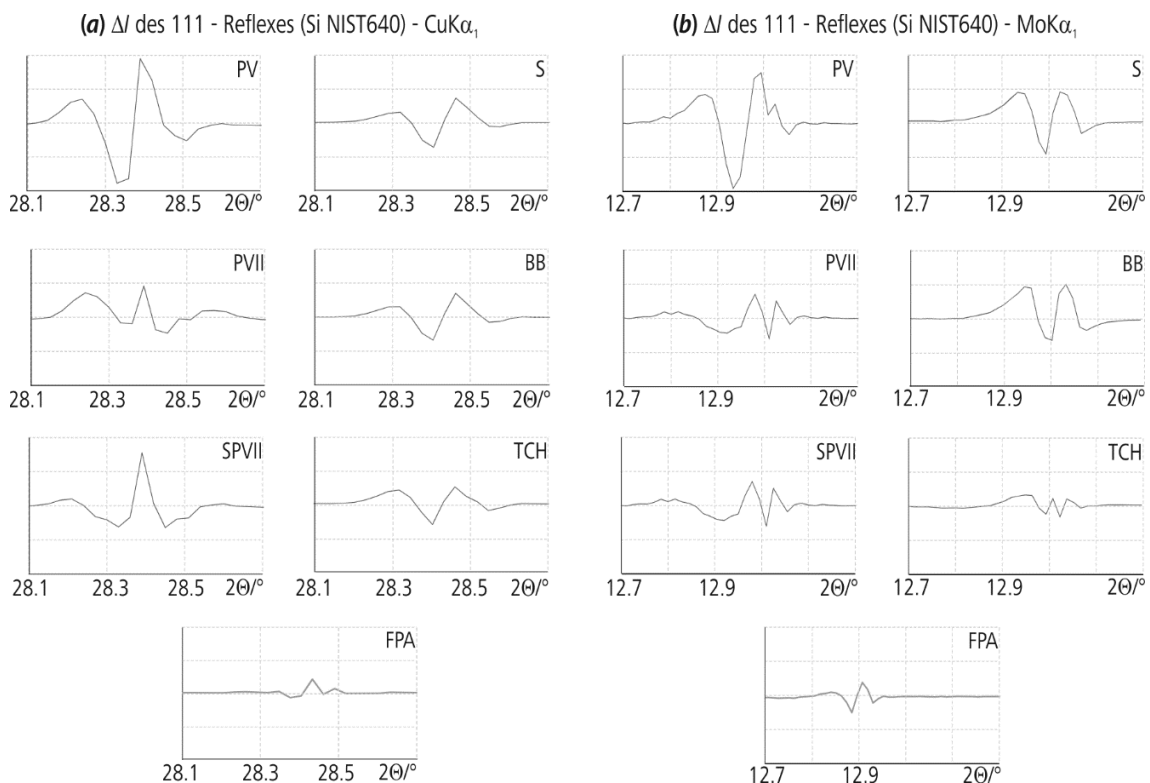 (a) ΔI des 111 - Reflexes (Si NIST640) - CuKα₁
(b) ΔI des 111 - Reflexes (Si NIST640) - MoKα₁
PV
28.1 28.3 28.5 2Θ/°
S
28.1 28.3 28.5 2Θ/°
PV
12.7 12.9 2Θ/°
S
12.7 12.9 2Θ/°
PVII
28.1 28.3 28.5 2Θ/°
BB
28.1 28.3 28.5 2Θ/°
PVII
12.7 12.9 2Θ/°
BB
12.7 12.9 2Θ/°
SPVII
28.1 28.3 28.5 2Θ/°
TCH
28.1 28.3 28.5 2Θ/°
SPVII
12.7 12.9 2Θ/°
TCH
12.7 12.9 2Θ/°
FPA
28.1 28.3 28.5 2Θ/°
FPA
12.7 12.9 2Θ/°